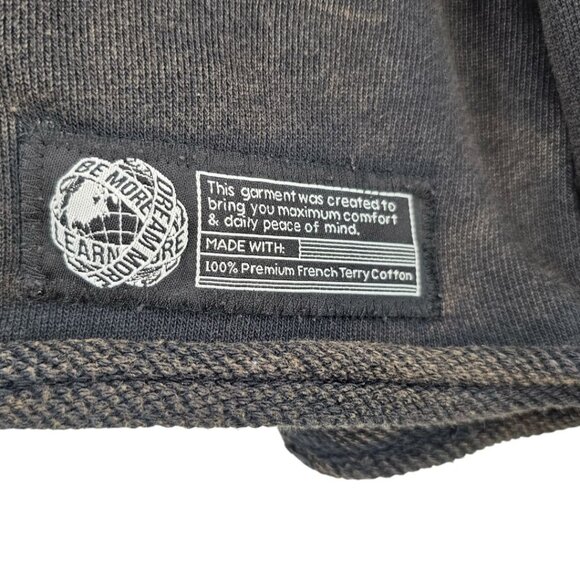 BE MORE
DREAM MORE
LEARN MORE
This garment was created to
bring you maximum comfort
& daily peace of mind.
MADE WITH:
100% Premium French Terry Cotton